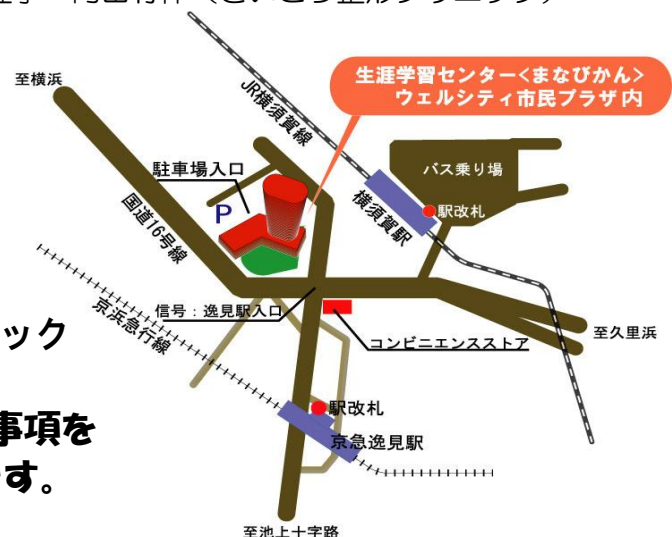 至横浜
JR横須賀線
生涯学習センター<まなびかん>
ウェルシティ市民プラザ内
駐車場入口
P
国道16号線
バス乗り場
駅改札
横須賀駅
信号：逸見駅入口
京浜急行線
コンビニエンスストア
至久里浜
ック
駅改札
京急逸見駅
事項を
す。
至池上十字路